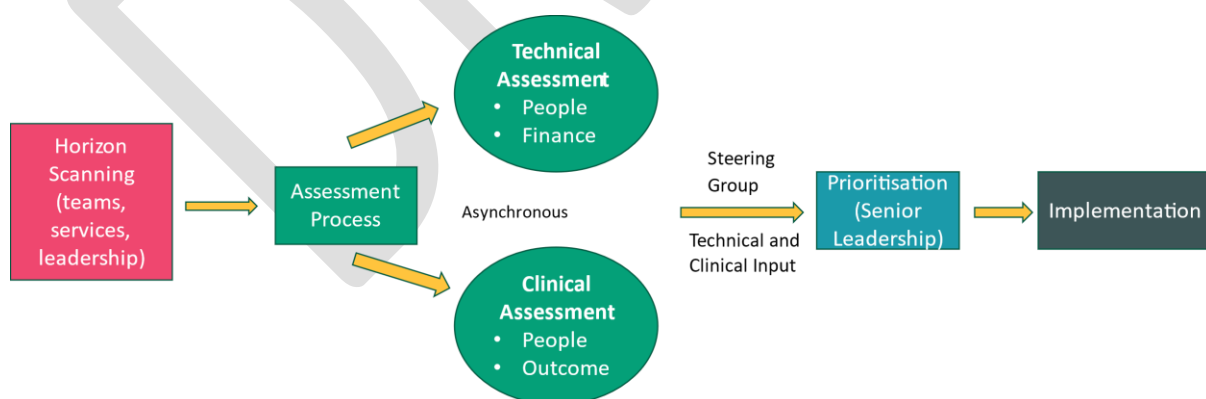 Horizon
Scanning
(teams,
services,
leadership)
Assessment
Process
Technical
Assessment
• People
• Finance
Asynchronous
Clinical
Assessment
• People
• Outcome
Steering
Group
Technical and
Clinical Input
Prioritisation
(Senior
Leadership)
Implementation